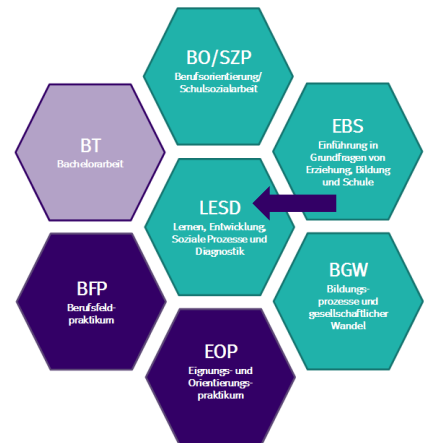 BO/SZP
Berufsorientierung/
Schulsozialarbeit
BT
Bachelorarbeit
EBS
Einführung in
Grundfragen von
Erziehung, Bildung
und Schule
LESD
Lernen, Entwicklung,
Soziale Prozesse und
Diagnostik
BFP
Berufsfeld-
praktikum
BGW
Bildungs-
prozesse und
gesellschaftlicher
Wandel
EOP
Eignungs- und
Orientierungs-
praktikum